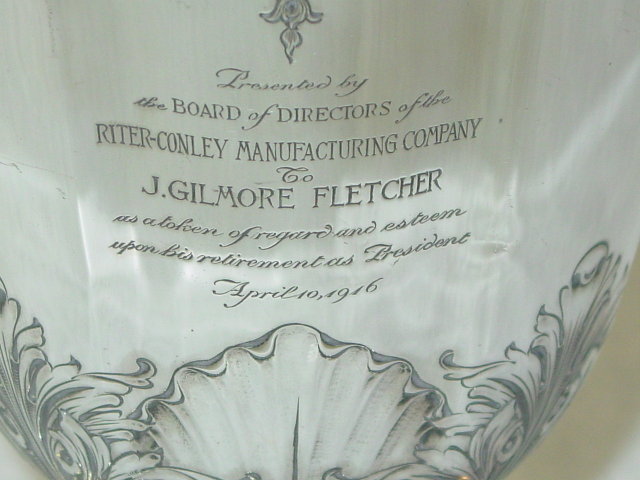 Presented by
the BOARD of DIRECTORS of the
RITER-CONLEY MANUFACTURING COMPANY
To
J. GILMORE FLETCHER
as a token of regard and esteem
upon his retirement as President
April 10, 1916